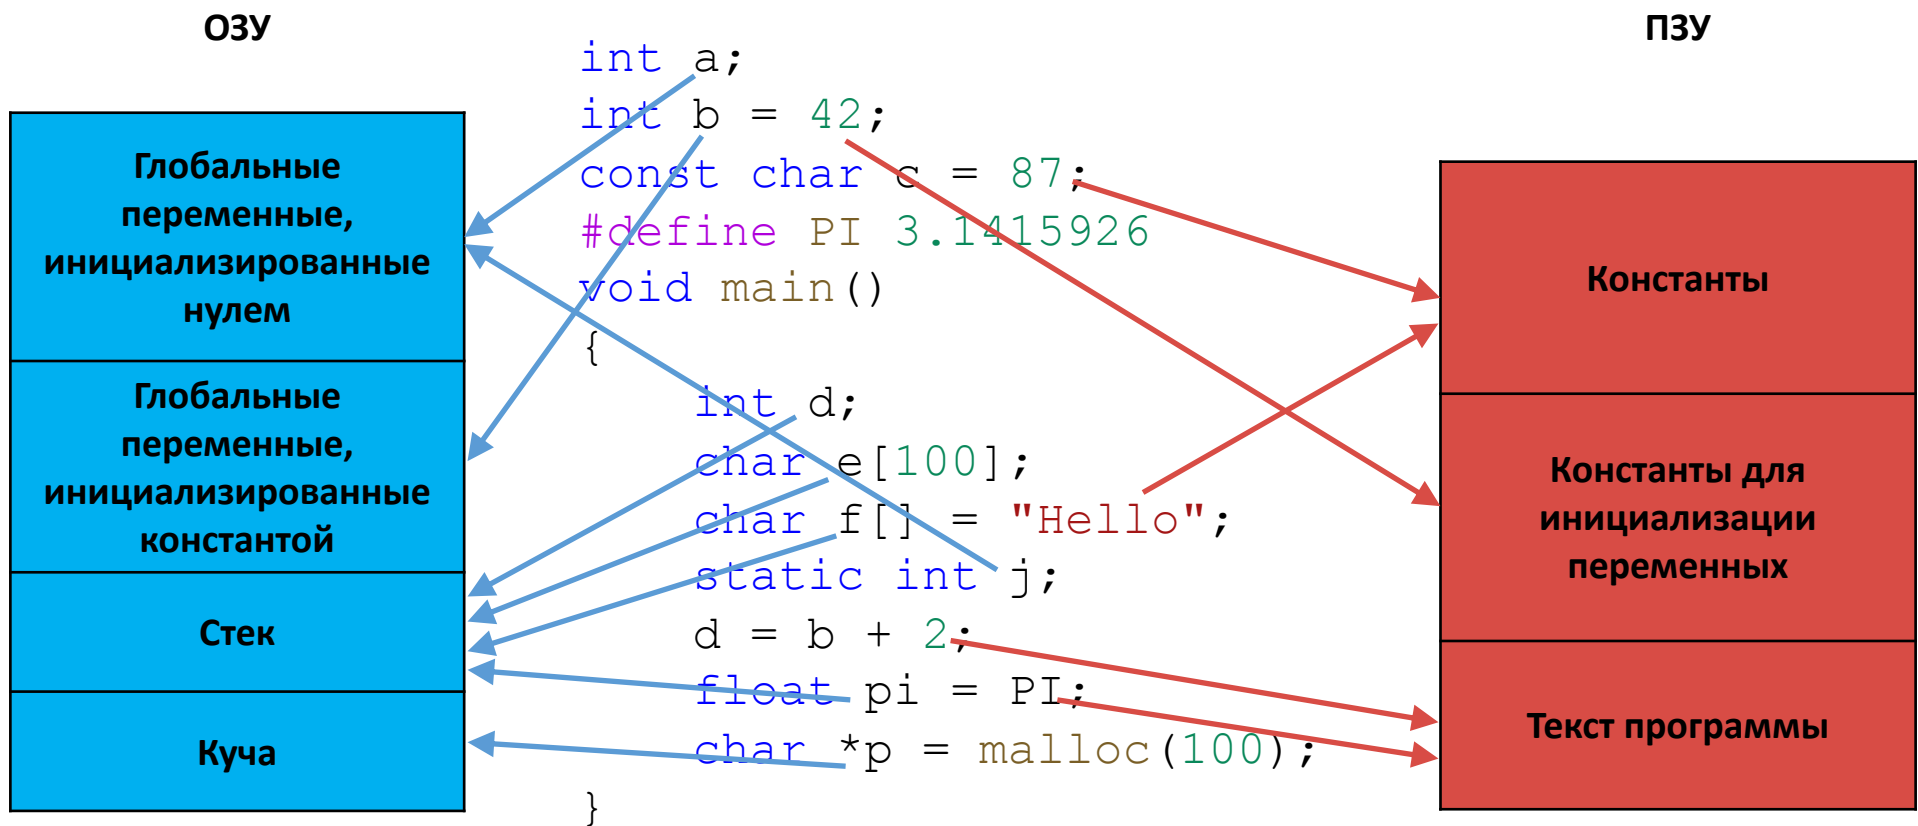 ОЗУ
Глобальные
переменные,
инициализированные
нулем
Глобальные
переменные,
инициализированные
константой
Стек
Куча
int a;
int b = 42;
const char c = 87;
#define PI 3.1415926
void main()
{
int d;
char e[100];
char f[] = "Hello";
static int j;
d = b + 2;
float pi = PI;
char *p = malloc(100);
}
ПЗУ
Константы
Константы для
инициализации
переменных
Текст программы